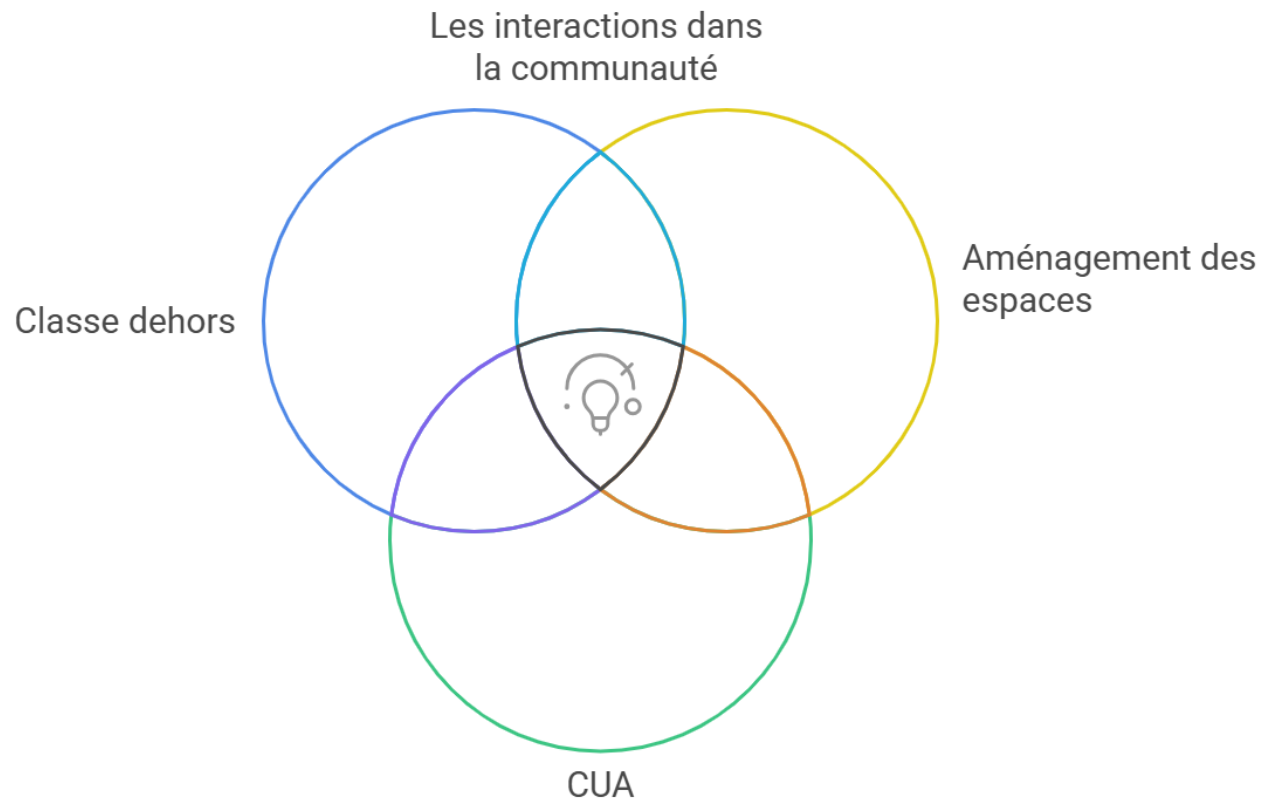 Les interactions dans
la communauté
Aménagement des
espaces
Classe dehors
CUA